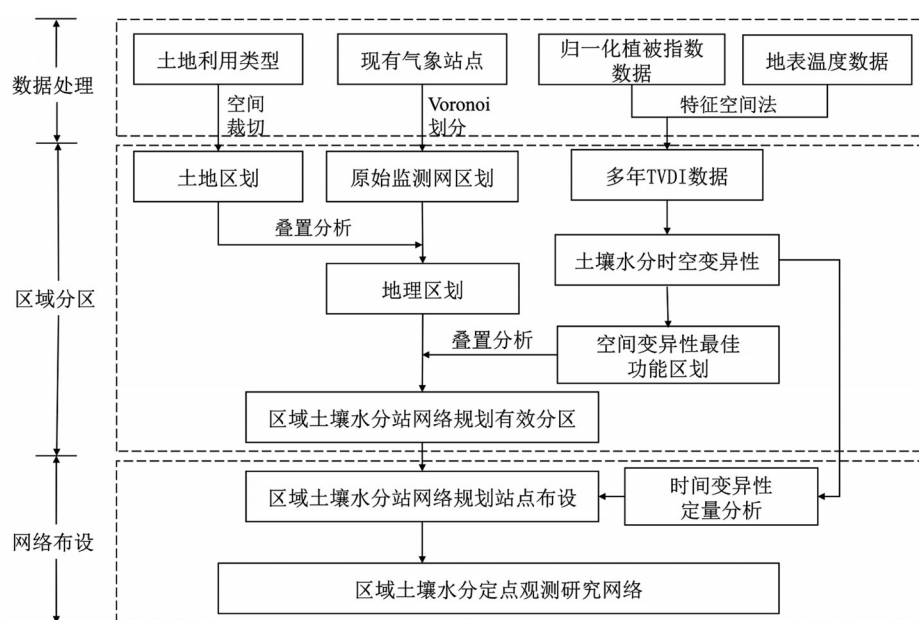 数据处理
土地利用类型
现有气象站点
归一化植被指数
数据
地表温度数据
空间
裁切
Voronoi
划分
特征空间法
区域分区
土地区划
原始监测网区划
多年TVDI数据
叠置分析
土壤水分时空变异性
地理区划
叠置分析
空间变异性最佳
功能区划
区域土壤水分站网络规划有效分区
网络布设
区域土壤水分站网络规划站点布设
时间变异性
定量分析
区域土壤水分定点观测研究网络